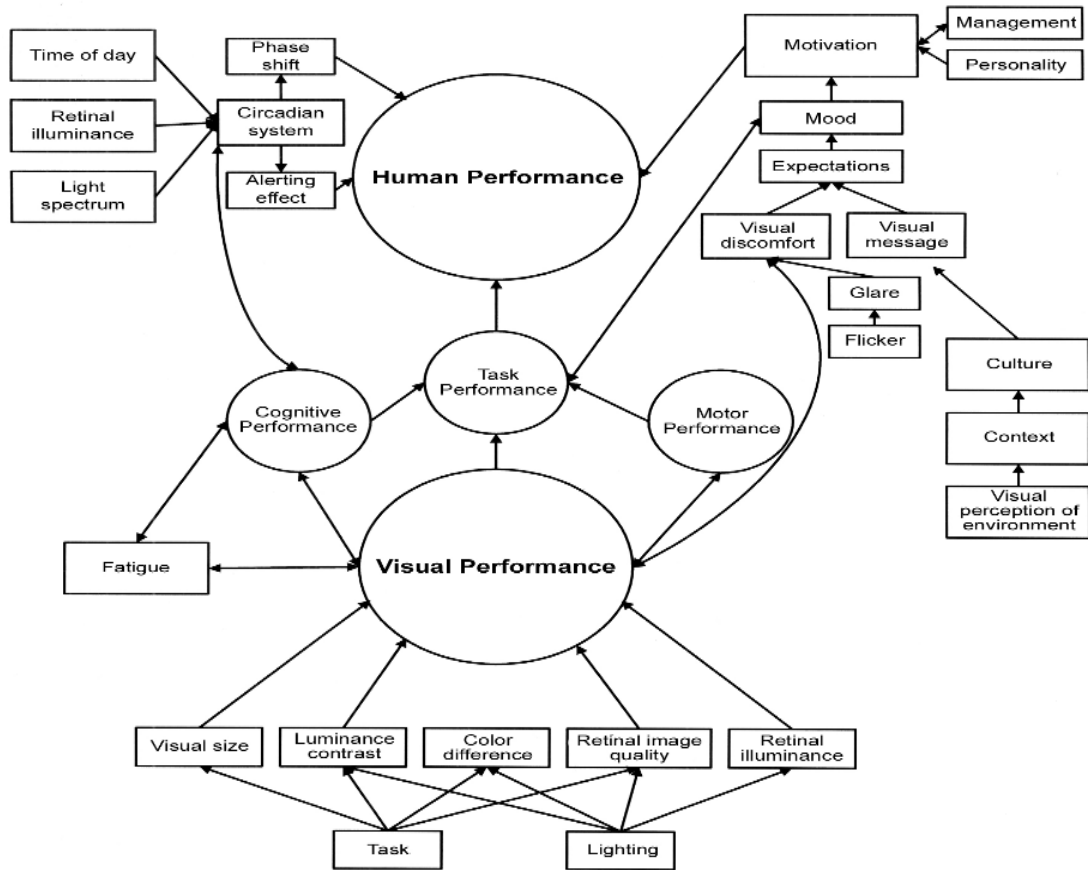 Management
Motivation
Personality
Time of day
Phase
shift
Retinal
illuminance
Circadian
system
Mood
Light
spectrum
Alerting
effect
Human Performance
Expectations
Visual
discomfort
Visual
message
Glare
Flicker
Culture
Task
Performance
Cognitive
Performance
Motor
Performance
Context
Visual
perception of
environment
Fatigue
Visual Performance
Visual size
Luminance
contrast
Color
difference
Retinal image
quality
Retinal
illuminance
Task
Lighting